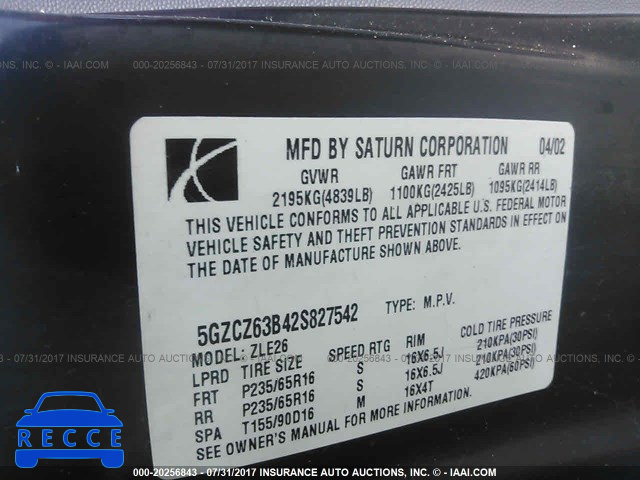 000-20256843 - 07/31/2017 INSURANCE AUTO AUCTIONS, INC. - © IAAI.COM
MFD BY SATURN CORPORATION 04/02
GVWR GAWR FRT GAWR RR
2195KG(4839LB) 1100KG(2425LB) 1095KG(2414LB)
THIS VEHICLE CONFORMS TO ALL APPLICABLE U.S. FEDERAL MOTOR
VEHICLE SAFETY AND THEFT PREVENTION STANDARDS IN EFFECT ON
THE DATE OF MANUFACTURE SHOWN ABOVE.
5GZCZ63B42S827542 TYPE: M.P.V.
MODEL: ZLE26
LPRD TIRE SIZE SPEED RTG RIM COLD TIRE PRESSURE
FRT P235/65R16 S 16X6.5J 210KPA(30PSI)
RR P235/65R16 S 16X6.5J 210KPA(30PSI)
SPA T155/90D16 M 16X4T 420KPA(60PSI)
SEE OWNER'S MANUAL FOR MORE INFORMATION.
RECCE
000-20256843 - 07/31/2017 INSURANCE AUTO AUCTIONS, INC. - © IAAI.COM